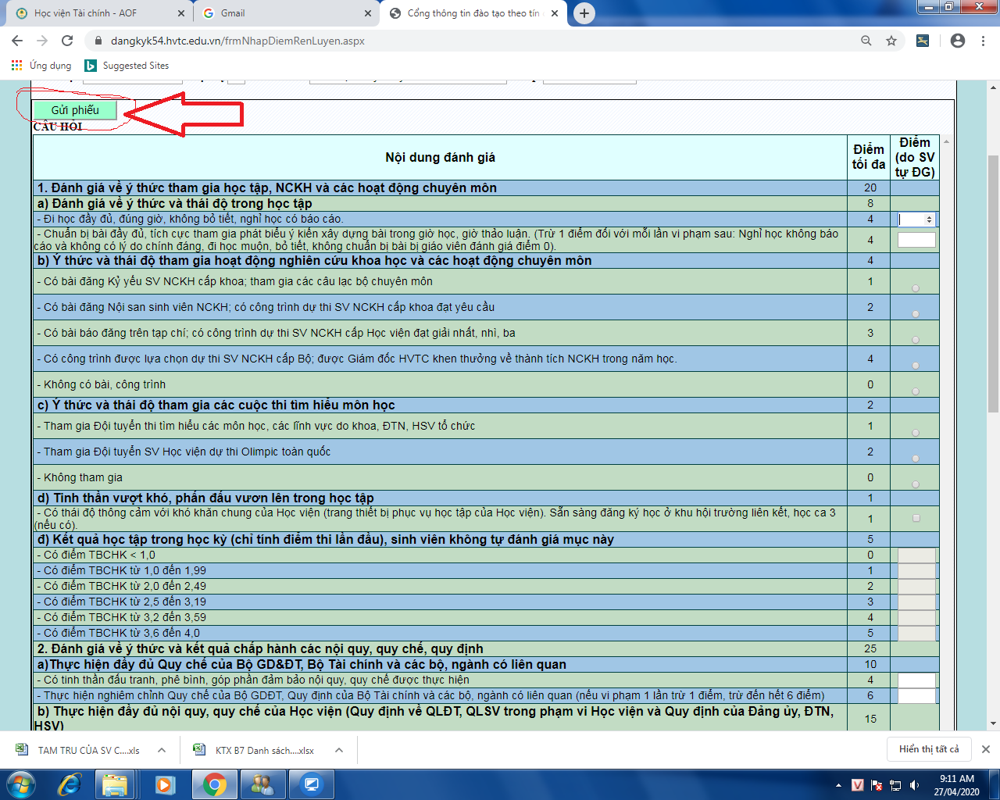 Học viện Tài chính - AOF
Gmail
Cổng thông tin đào tạo theo tín
dangkyk54.hvtc.edu.vn/frmNhapDiemRenLuyen.aspx
Ứng dụng
Suggested Sites
Gửi phiếu
CÂU HỎI
Nội dung đánh giá
Điểm tối đa
Điểm (do SV tự ĐG)
1. Đánh giá về ý thức tham gia học tập, NCKH và các hoạt động chuyên môn 20
a) Đánh giá về ý thức và thái độ trong học tập 8
- Đi học đầy đủ, đúng giờ, không bỏ tiết, nghỉ học có báo cáo. 4
- Chuẩn bị bài đầy đủ, tích cực tham gia phát biểu ý kiến xây dựng bài trong giờ học, giờ thảo luận. (Trừ 1 điểm đối với mỗi lần vi phạm sau: Nghỉ học không báo
cáo và không có lý do chính đáng, đi học muộn, bỏ tiết, không chuẩn bị bài bị giáo viên đánh giá điểm 0). 4
b) Ý thức và thái độ tham gia hoạt động nghiên cứu khoa học và các hoạt động chuyên môn 4
- Có bài đăng Kỷ yếu SV NCKH cấp khoa; tham gia các câu lạc bộ chuyên môn 1
- Có bài đăng Nội san sinh viên NCKH; có công trình dự thi SV NCKH cấp khoa đạt yêu cầu 2
- Có bài báo đăng trên tạp chí; có công trình dự thi SV NCKH cấp Học viện đạt giải nhất, nhì, ba 3
- Có công trình được lựa chọn dự thi SV NCKH cấp Bộ; được Giám đốc HVTC khen thưởng về thành tích NCKH trong năm học. 4
- Không có bài, công trình 0
c) Ý thức và thái độ tham gia các cuộc thi tìm hiểu môn học 2
- Tham gia Đội tuyển thi tìm hiểu các môn học, các lĩnh vực do khoa, ĐTN, HSV tổ chức 1
- Tham gia Đội tuyển SV Học viện dự thi Olimpic toàn quốc 2
- Không tham gia 0
d) Tinh thần vượt khó, phấn đấu vươn lên trong học tập 1
- Có thái độ thông cảm với khó khăn chung của Học viện (trang thiết bị phục vụ học tập của Học viện). Sẵn sàng đăng ký học ở khu hội trường liên kết, học ca 3
(nếu có). 1
đ) Kết quả học tập trong học kỳ (chỉ tính điểm thi lần đầu), sinh viên không tự đánh giá mục này 5
- Có điểm TBCHK < 1,0 0
- Có điểm TBCHK từ 1,0 đến 1,99 1
- Có điểm TBCHK từ 2,0 đến 2,49 2
- Có điểm TBCHK từ 2,5 đến 3,19 3
- Có điểm TBCHK từ 3,2 đến 3,59 4
- Có điểm TBCHK từ 3,6 đến 4,0 5
2. Đánh giá về ý thức và kết quả chấp hành các nội quy, quy chế, quy định 25
a)Thực hiện đầy đủ Quy chế của Bộ GD&ĐT, Bộ Tài chính và các bộ, ngành có liên quan 10
- Có tinh thần đấu tranh, phê bình, góp phần đảm bảo nội quy, quy chế được thực hiện 4
- Thực hiện nghiêm chỉnh Quy chế của Bộ GDĐT, Quy định của Bộ Tài chính và các bộ, ngành có liên quan (nếu vi phạm 1 lần trừ 1 điểm, trừ đến hết 6 điểm) 6
b) Thực hiện đầy đủ nội quy, quy chế của Học viện (Quy định về QLĐT, QLSV trong phạm vi Học viện và Quy định của Đảng ủy, ĐTN,
HSV) 15
TAM TRU CỦA SV C....xls
KTX B7 Danh sách....xlsx
Hiển thị tất cả
9:11 AM
27/04/2020